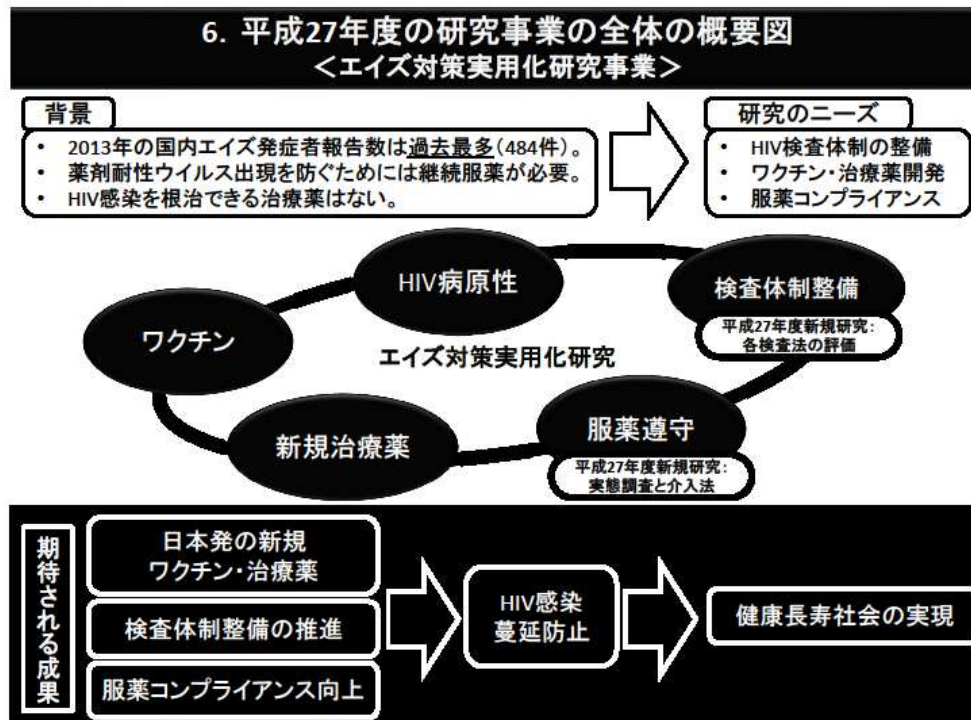 6．平成27年度の研究事業の全体の概要図
＜エイズ対策実用化研究事業＞
背景
• 2013年の国内エイズ発症者報告数は過去最多（484件）。
• 薬剤耐性ウイルス出現を防ぐためには継続服薬が必要。
• HIV感染を根治できる治療薬はない。
研究のニーズ
• HIV検査体制の整備
• ワクチン・治療薬開発
• 服薬コンプライアンス
HIV病原性
検査体制整備
平成27年度新規研究：
各検査法の評価
ワクチン
エイズ対策実用化研究
新規治療薬
服薬遵守
平成27年度新規研究：
実態調査と介入法
期待される成果
日本発の新規
ワクチン・治療薬
検査体制整備の推進
服薬コンプライアンス向上
HIV感染
蔓延防止
健康長寿社会の実現